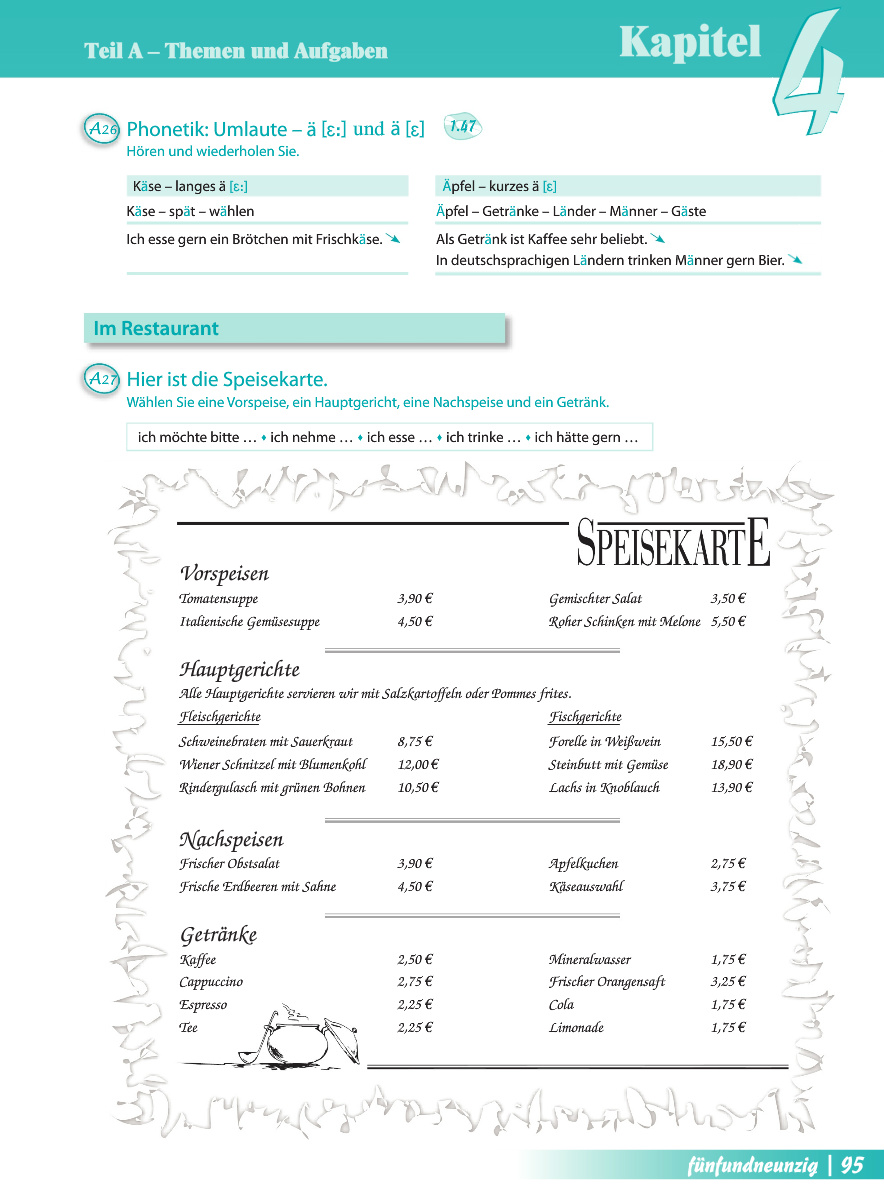 Teil A – Themen und Aufgaben
Kapitel 4
A26 Phonetik: Umlaute – ä [ɛ:] und ä [ɛ] 1.47
Hören und wiederholen Sie.
Käse – langes ä [ɛ:]
Käse – spät – wählen
Ich esse gern ein Brötchen mit Frischkäse. ➘
Äpfel – kurzes ä [ɛ]
Äpfel – Getränke – Länder – Männer – Gäste
Als Getränk ist Kaffee sehr beliebt. ➘
In deutschsprachigen Ländern trinken Männer gern Bier. ➘
Im Restaurant
A27 Hier ist die Speisekarte.
Wählen Sie eine Vorspeise, ein Hauptgericht, eine Nachspeise und ein Getränk.
ich möchte bitte … ♦ ich nehme … ♦ ich esse … ♦ ich trinke … ♦ ich hätte gern …
SPEISEKARTE
Vorspeisen
Tomatensuppe 3,90 € Gemischter Salat 3,50 €
Italienische Gemüsesuppe 4,50 € Roher Schinken mit Melone 5,50 €
Hauptgerichte
Alle Hauptgerichte servieren wir mit Salzkartoffeln oder Pommes frites.
Fleischgerichte Fischgerichte
Schweinebraten mit Sauerkraut 8,75 € Forelle in Weißwein 15,50 €
Wiener Schnitzel mit Blumenkohl 12,00 € Steinbutt mit Gemüse 18,90 €
Rindergulasch mit grünen Bohnen 10,50 € Lachs in Knoblauch 13,90 €
Nachspeisen
Frischer Obstsalat 3,90 € Apfelkuchen 2,75 €
Frische Erdbeeren mit Sahne 4,50 € Käseauswahl 3,75 €
Getränke
Kaffee 2,50 € Mineralwasser 1,75 €
Cappuccino 2,75 € Frischer Orangensaft 3,25 €
Espresso 2,25 € Cola 1,75 €
Tee 2,25 € Limonade 1,75 €
fünfundneunzig | 95